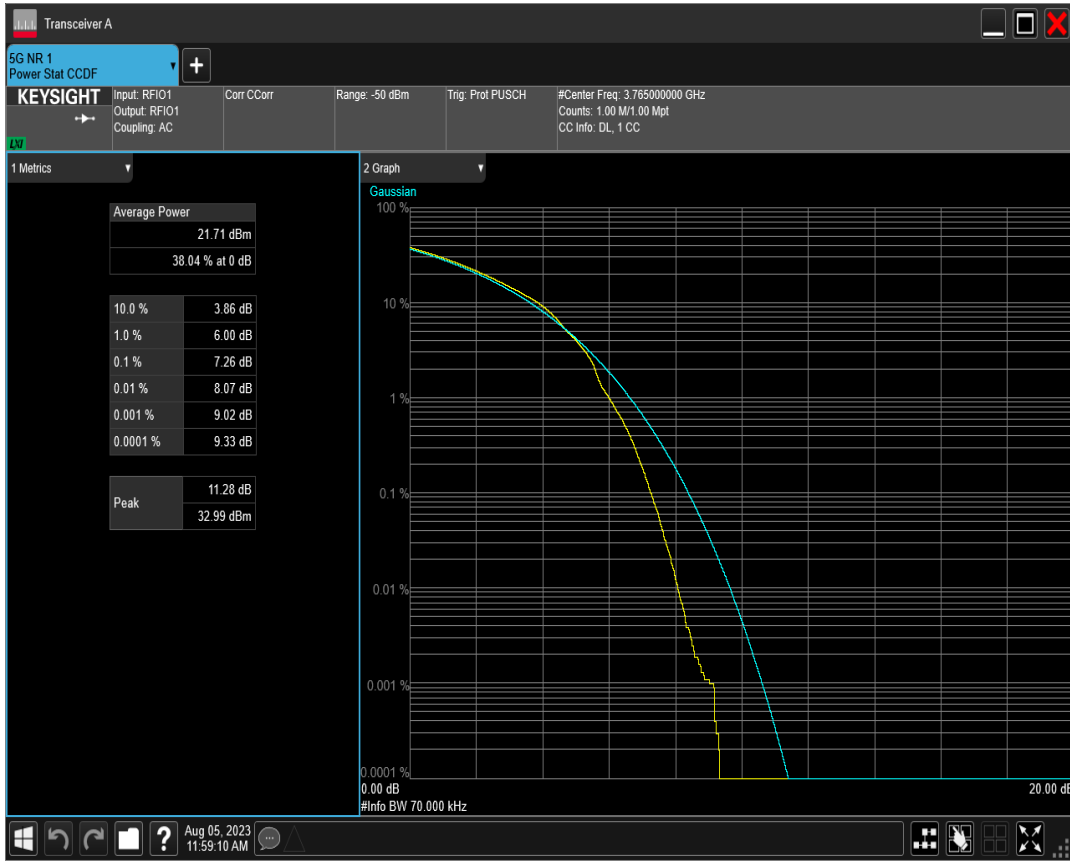 Transceiver A
5G NR 1
Power Stat CCDF
KEYSIGHT
LXI
Input: RFIO1
Output: RFIO1
Coupling: AC
Corr CCorr
Range: -50 dBm
Trig: Prot PUSCH
#Center Freq: 3.765000000 GHz
Counts: 1.00 M/1.00 Mpt
CC Info: DL, 1 CC
1 Metrics
Average Power
21.71 dBm
38.04 % at 0 dB
10.0 % 3.86 dB
1.0 % 6.00 dB
0.1 % 7.26 dB
0.01 % 8.07 dB
0.001 % 9.02 dB
0.0001 % 9.33 dB
Peak
11.28 dB
32.99 dBm
2 Graph
Gaussian
100 %
10 %
1 %
0.1 %
0.01 %
0.001 %
0.0001 %
0.00 dB
20.00 dB
#Info BW 70.000 kHz
Aug 05, 2023
11:59:10 AM